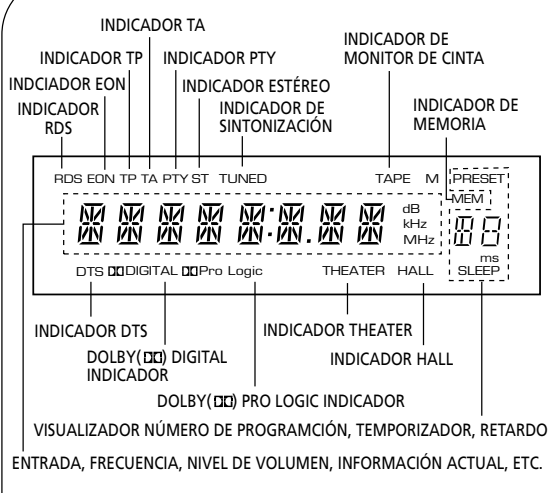 INDICADOR TA
INDICADOR TP
INDICADOR PTY
INDICADOR DE
MONITOR DE CINTA
INDCIADOR EON
INDICADOR ESTÉREO
INDICADOR
RDS
INDICADOR DE
SINTONIZACIÓN
INDICADOR DE
MEMORIA
RDS EON TP TA PTY ST TUNED TAPE M PRESET
MEM
dB
kHz
MHz
ms
DTS DIGITAL Pro Logic THEATER HALL SLEEP
INDICADOR DTS
INDICADOR THEATER
DOLBY( ) DIGITAL
INDICADOR
INDICADOR HALL
DOLBY( ) PRO LOGIC INDICADOR
VISUALIZADOR NÚMERO DE PROGRAMCIÓN, TEMPORIZADOR, RETARDO
ENTRADA, FRECUENCIA, NIVEL DE VOLUMEN, INFORMACIÓN ACTUAL, ETC.